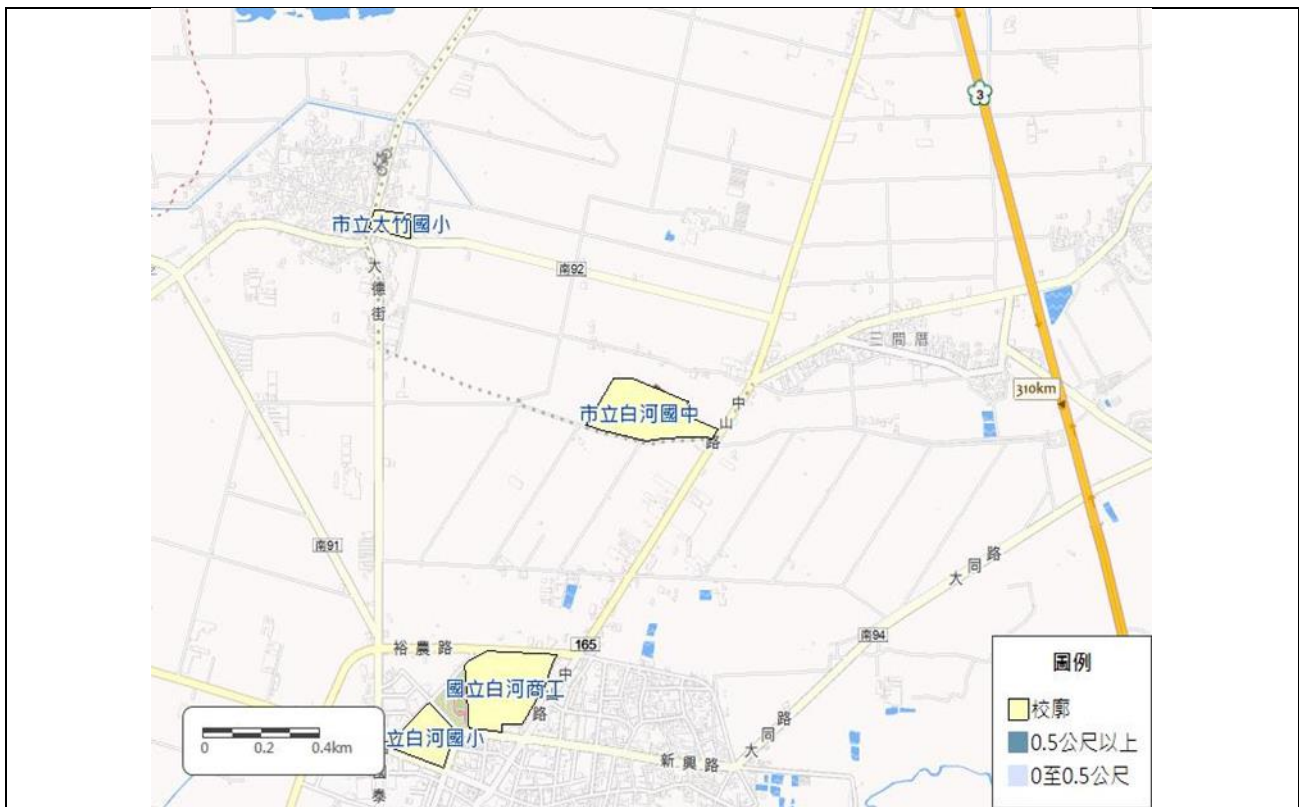 3
市立大竹國小
南92
大德街
三間厝
310km
市立白河國中
中山路
南91
大同路
南94
165
裕農路
國立白河商工
中
路
立白河國小
大同路
新興路
泰
0 0.2 0.4km
圖例
校廓
0.5公尺以上
0至0.5公尺